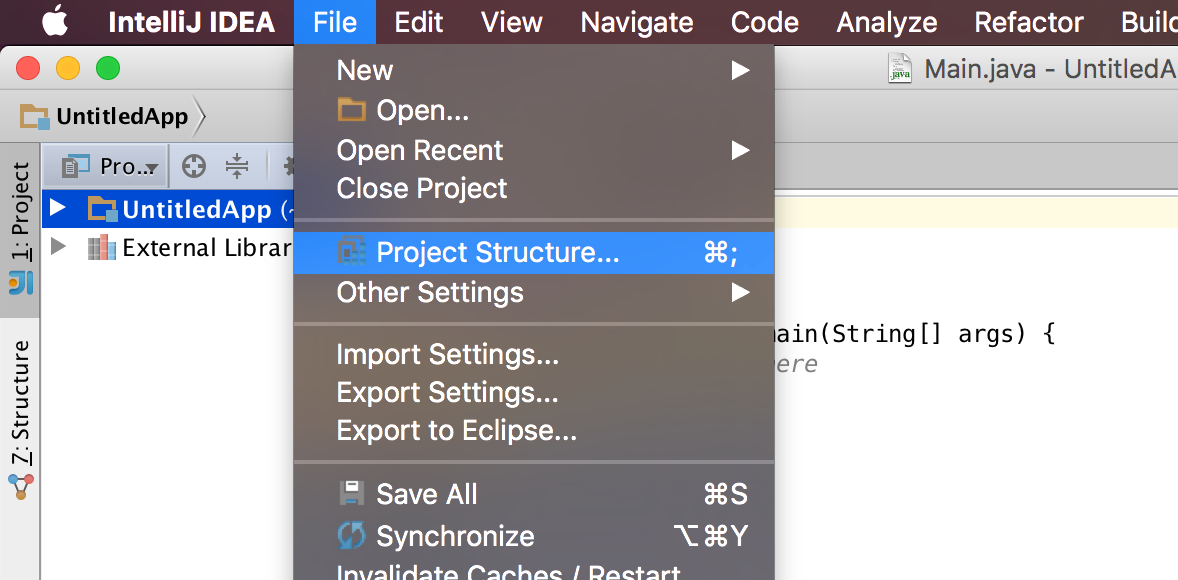 IntelliJ IDEA File Edit View Navigate Code Analyze Refactor Build
Main.java - UntitledA
UntitledApp
Pro...
1: Project
UntitledApp (~
External Librar
Z: Structure
New
Open...
Open Recent
Close Project
Project Structure... ⌘;
Other Settings
Import Settings...
Export Settings...
Export to Eclipse...
Save All ⌘S
Synchronize ⌥⌘Y
Invalidate Caches / Restart
main(String[] args) {
ere